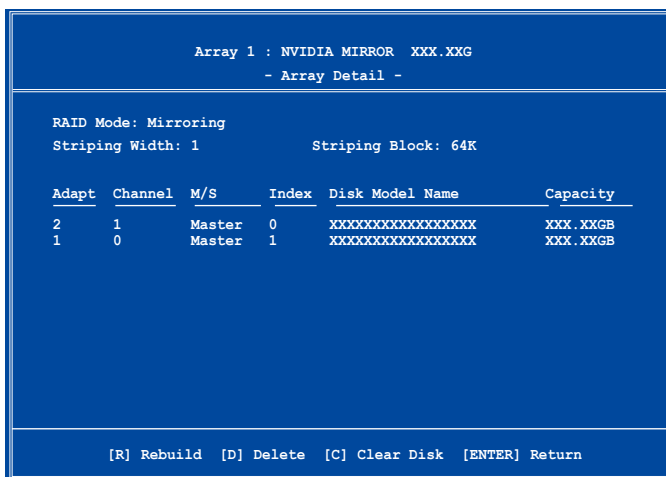 Array 1 : NVIDIA MIRROR XXX.XXG
- Array Detail -
RAID Mode: Mirroring
Striping Width: 1 Striping Block: 64K
Adapt Channel M/S Index Disk Model Name Capacity
2 1 Master 0 XXXXXXXXXXXXXXXXX XXX.XXGB
1 0 Master 1 XXXXXXXXXXXXXXXXX XXX.XXGB
[R] Rebuild [D] Delete [C] Clear Disk [ENTER] Return